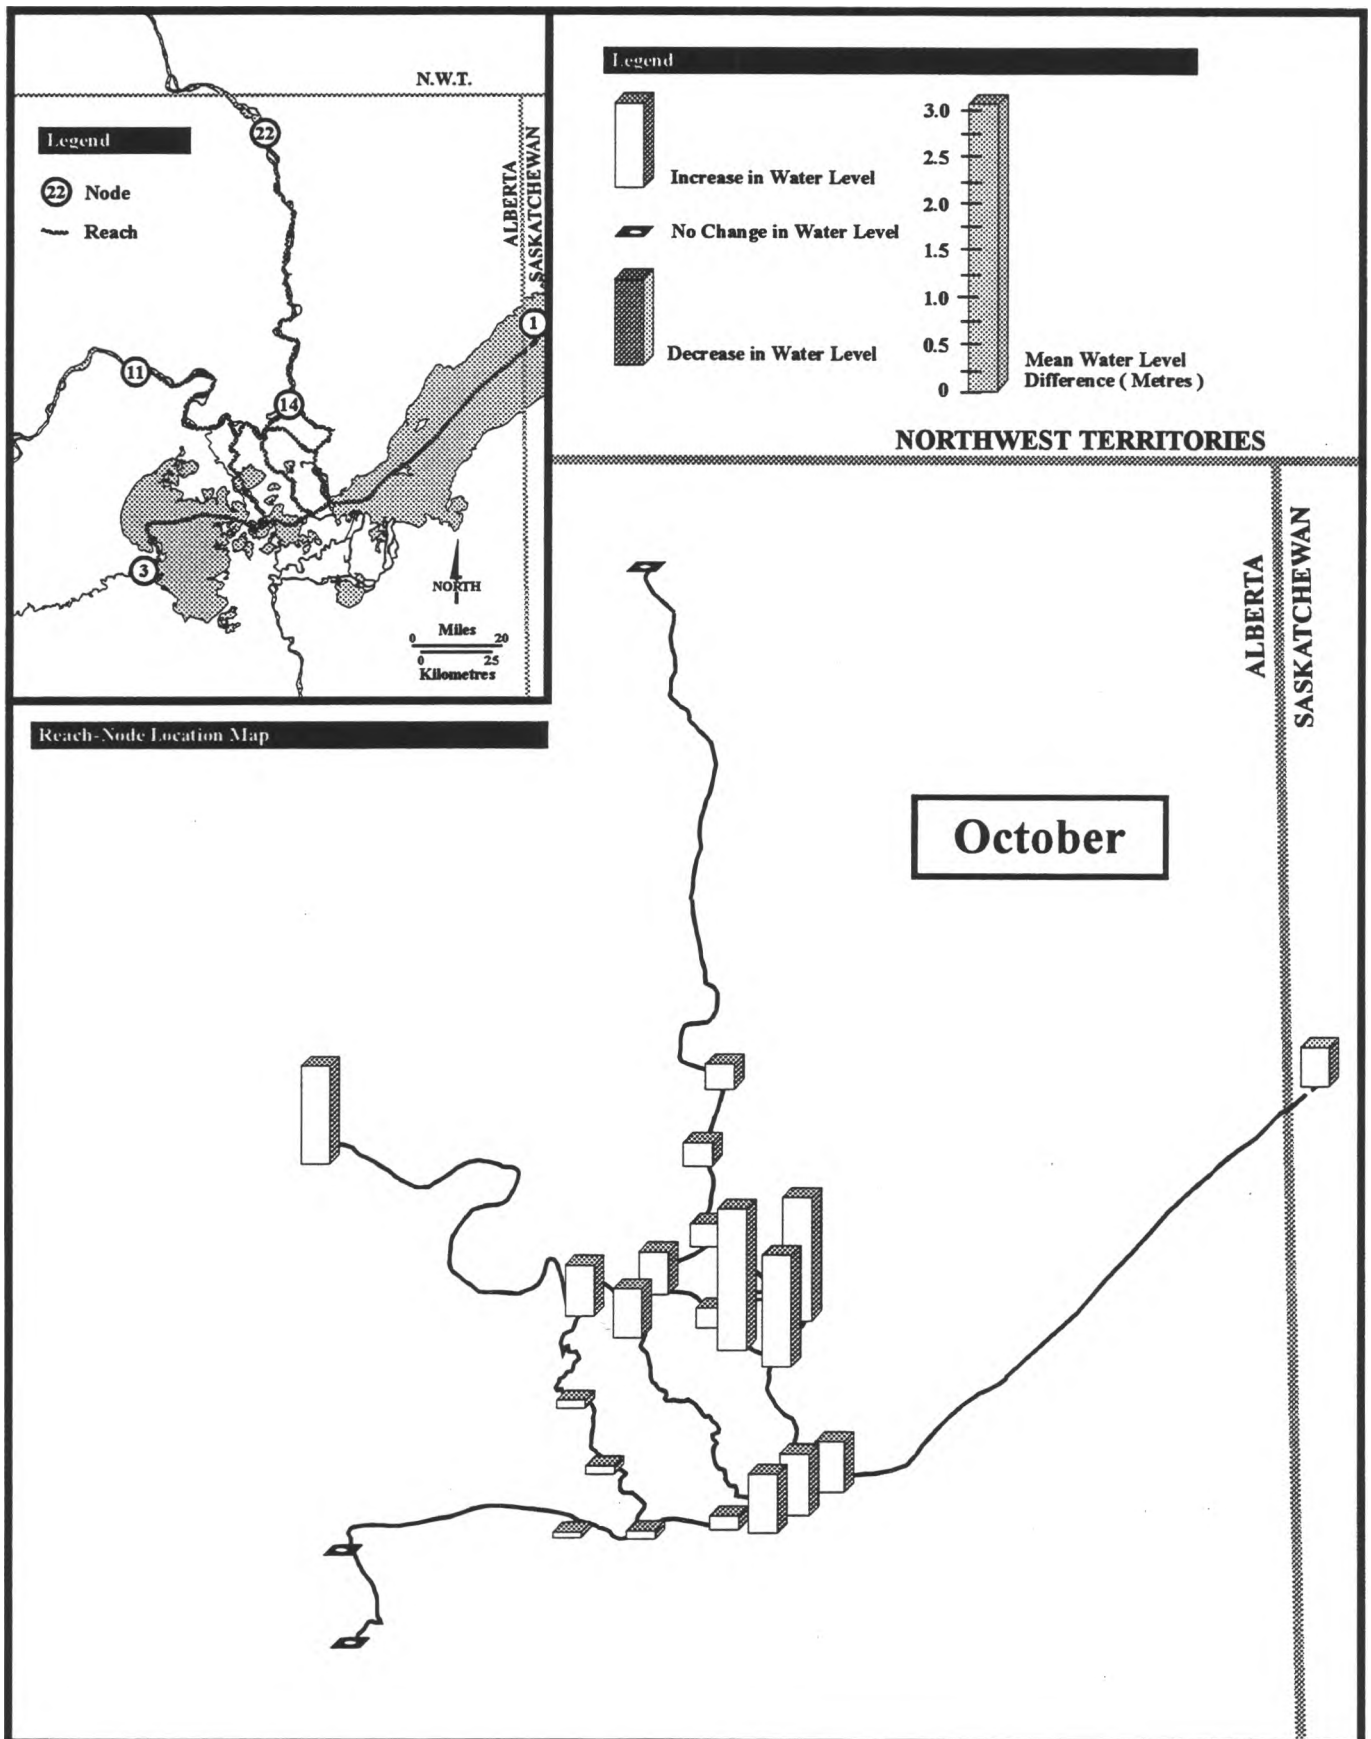 N.W.T.
Legend
22
22 Node
Reach
ALBERTA
SASKATCHEWAN
1
11
14
3
NORTH
Miles
0 20
0 25
Kilometres
Reach-Node Location Map
Legend
Increase in Water Level
No Change in Water Level
Decrease in Water Level
3.0
2.5
2.0
1.5
1.0
0.5
0
Mean Water Level
Difference ( Metres )
NORTHWEST TERRITORIES
ALBERTA
SASKATCHEWAN
October